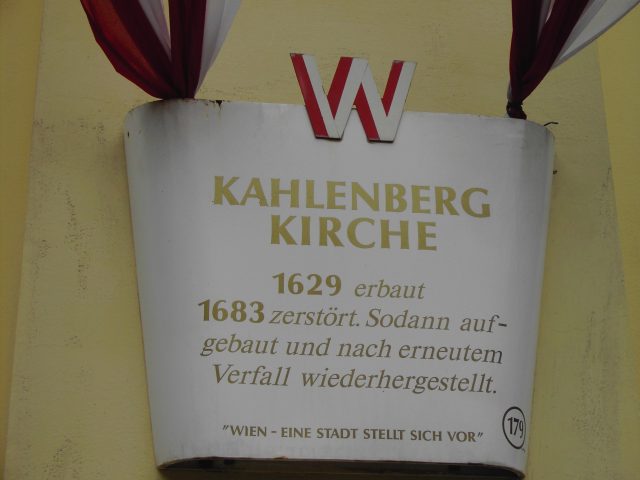 W
KAHLENBERG
KIRCHE
1629 erbaut
1683 zerstört. Sodann auf-
gebaut und nach erneutem
Verfall wiederhergestellt.
"WIEN - EINE STADT STELLT SICH VOR"
179